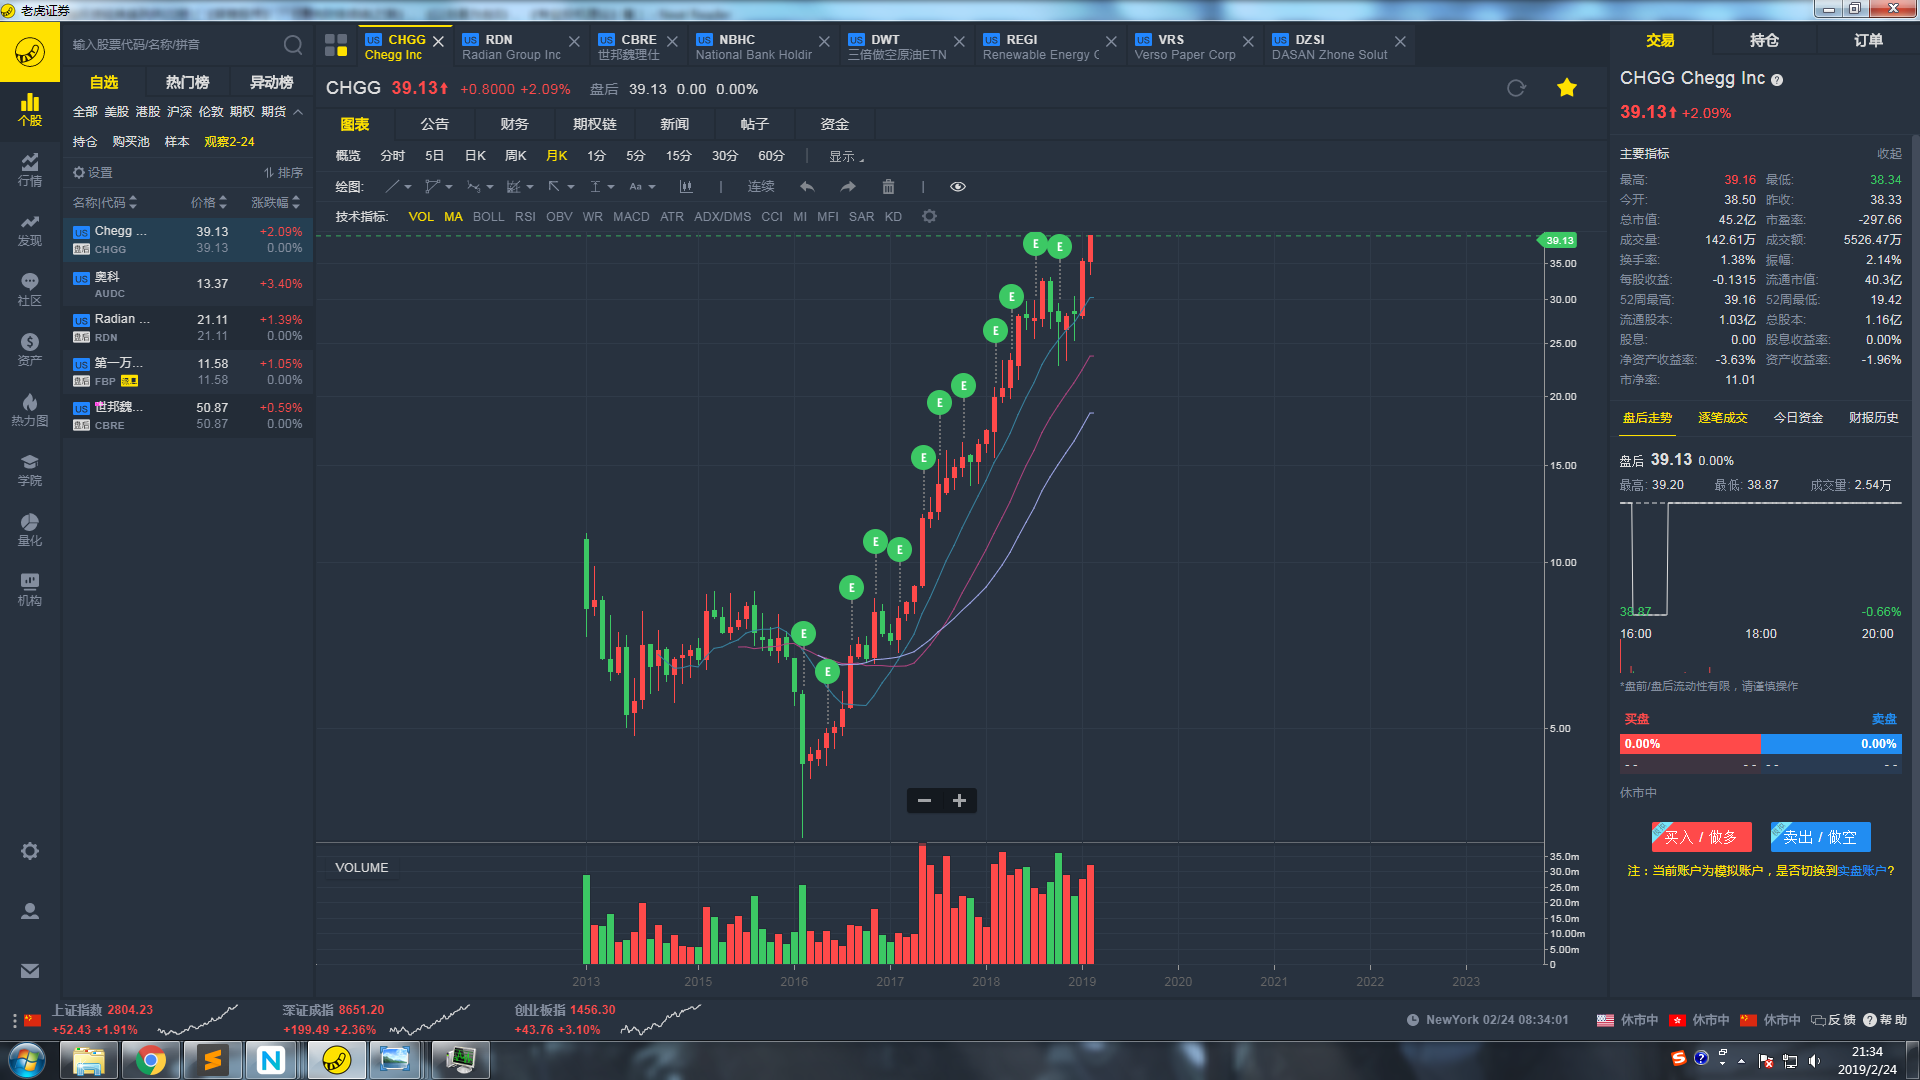 老虎证券
输入股票代码/名称/拼音
自选 热门榜 异动榜
全部 美股 港股 沪深 伦敦 期权 期货
持仓 购买池 样本 观察2-24
设置 排序
名称|代码 价格 涨跌幅
US Chegg ... 39.13 +2.09%
盘后 CHGG 39.13 0.00%
US 奥科 13.37 +3.40%
AUDC
US Radian ... 21.11 +1.39%
盘后 RDN 21.11 0.00%
US 第一万... 11.58 +1.05%
盘后 FBP 11.58 0.00%
US 世邦魏... 50.87 +0.59%
盘后 CBRE 50.87 0.00%
个股
行情
发现
社区
资产
热力图
学院
量化
机构
US CHGG US RDN US CBRE US NBHC US DWT US REGI US VRS US DZSI
Chegg Inc Radian Group Inc 世邦魏理仕 National Bank Holdir 三倍做空原油ETN Renewable Energy G Verso Paper Corp DASAN Zhone Solut
CHGG 39.13 +0.8000 +2.09% 盘后 39.13 0.00 0.00%
图表 公告 财务 期权链 新闻 帖子 资金
概览 分时 5日 日K 周K 月K 1分 5分 15分 30分 60分 | 显示
绘图: Aa | 连续 |
技术指标: VOL MA BOLL RSI OBV WR MACD ATR ADX/DMS CCI MI MFI SAR KD
E E
E
E
E
E
E
E
E
E
E
E
39.13
35.00
30.00
25.00
20.00
15.00
10.00
5.00
VOLUME
35.0m
30.0m
25.0m
20.0m
15.0m
10.00m
5.00m
0
2013 2015 2016 2017 2018 2019 2020 2021 2022 2023
交易 持仓 订单
CHGG Chegg Inc ?
39.13 +2.09%
主要指标 收起
最高: 39.16 最低: 38.34
今开: 38.50 昨收: 38.33
总市值: 45.2亿 市盈率: -297.66
成交量: 142.61万 成交额: 5526.47万
换手率: 1.38% 振幅: 2.14%
每股收益: -0.1315 流通市值: 40.3亿
52周最高: 39.16 52周最低: 19.42
流通股本: 1.03亿 总股本: 1.16亿
股息: 0.00 股息收益率: 0.00%
净资产收益率: -3.63% 资产收益率: -1.96%
市净率: 11.01
盘后走势 逐笔成交 今日资金 财报历史
盘后 39.13 0.00%
最高: 39.20 最低: 38.87 成交量: 2.54万
38.87 -0.66%
16:00 18:00 20:00
*盘前/盘后流动性有限，请谨慎操作
买盘 卖盘
0.00% 0.00%
- - - - - - - -
休市中
买入 / 做多 卖出 / 做空
注：当前账户为模拟账户，是否切换到实盘账户?
上证指数 2804.23
+52.43 +1.91%
深证成指 8651.20
+199.49 +2.36%
创业板指 1456.30
+43.76 +3.10%
NewYork 02/24 08:34:01 休市中 休市中 休市中 反馈 ? 帮助
21:34
2019/2/24